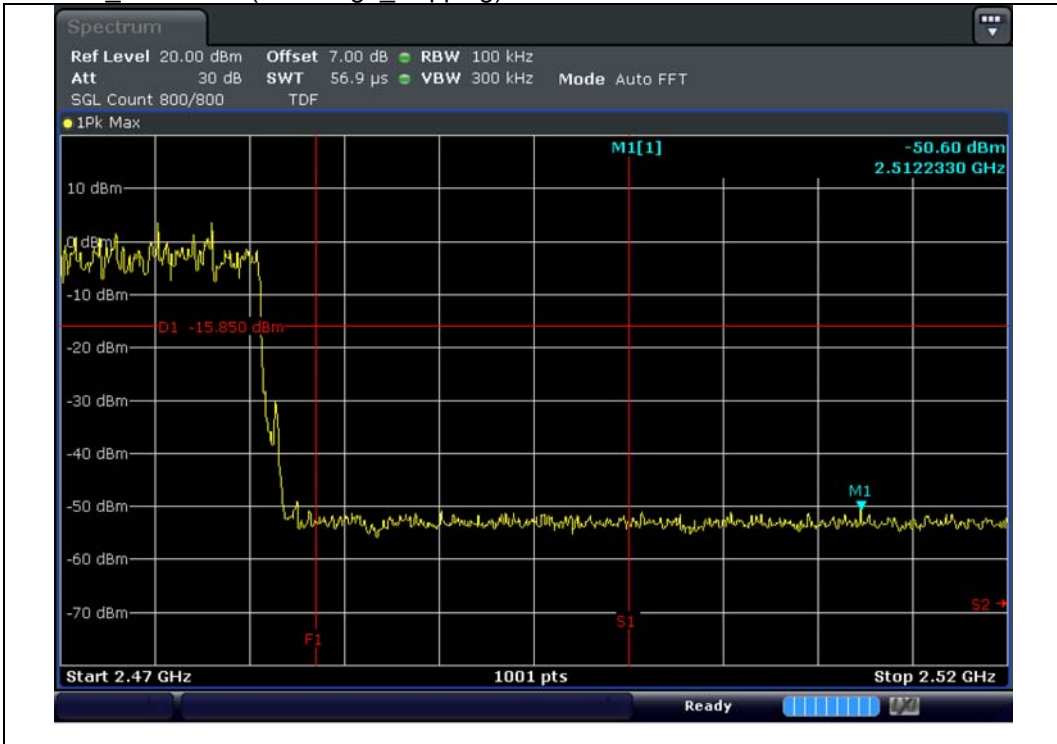 Spectrum
Ref Level 20.00 dBm Offset 7.00 dB RBW 100 kHz
Att 30 dB SWT 56.9 µs VBW 300 kHz Mode Auto FFT
SGL Count 800/800 TDF
1Pk Max
M1[1] -50.60 dBm
2.5122330 GHz
10 dBm
0 dBm
-10 dBm
D1 -15.850 dBm
-20 dBm
-30 dBm
-40 dBm
M1
-50 dBm
-60 dBm
S2
-70 dBm
S1
F1
Start 2.47 GHz 1001 pts Stop 2.52 GHz
Ready